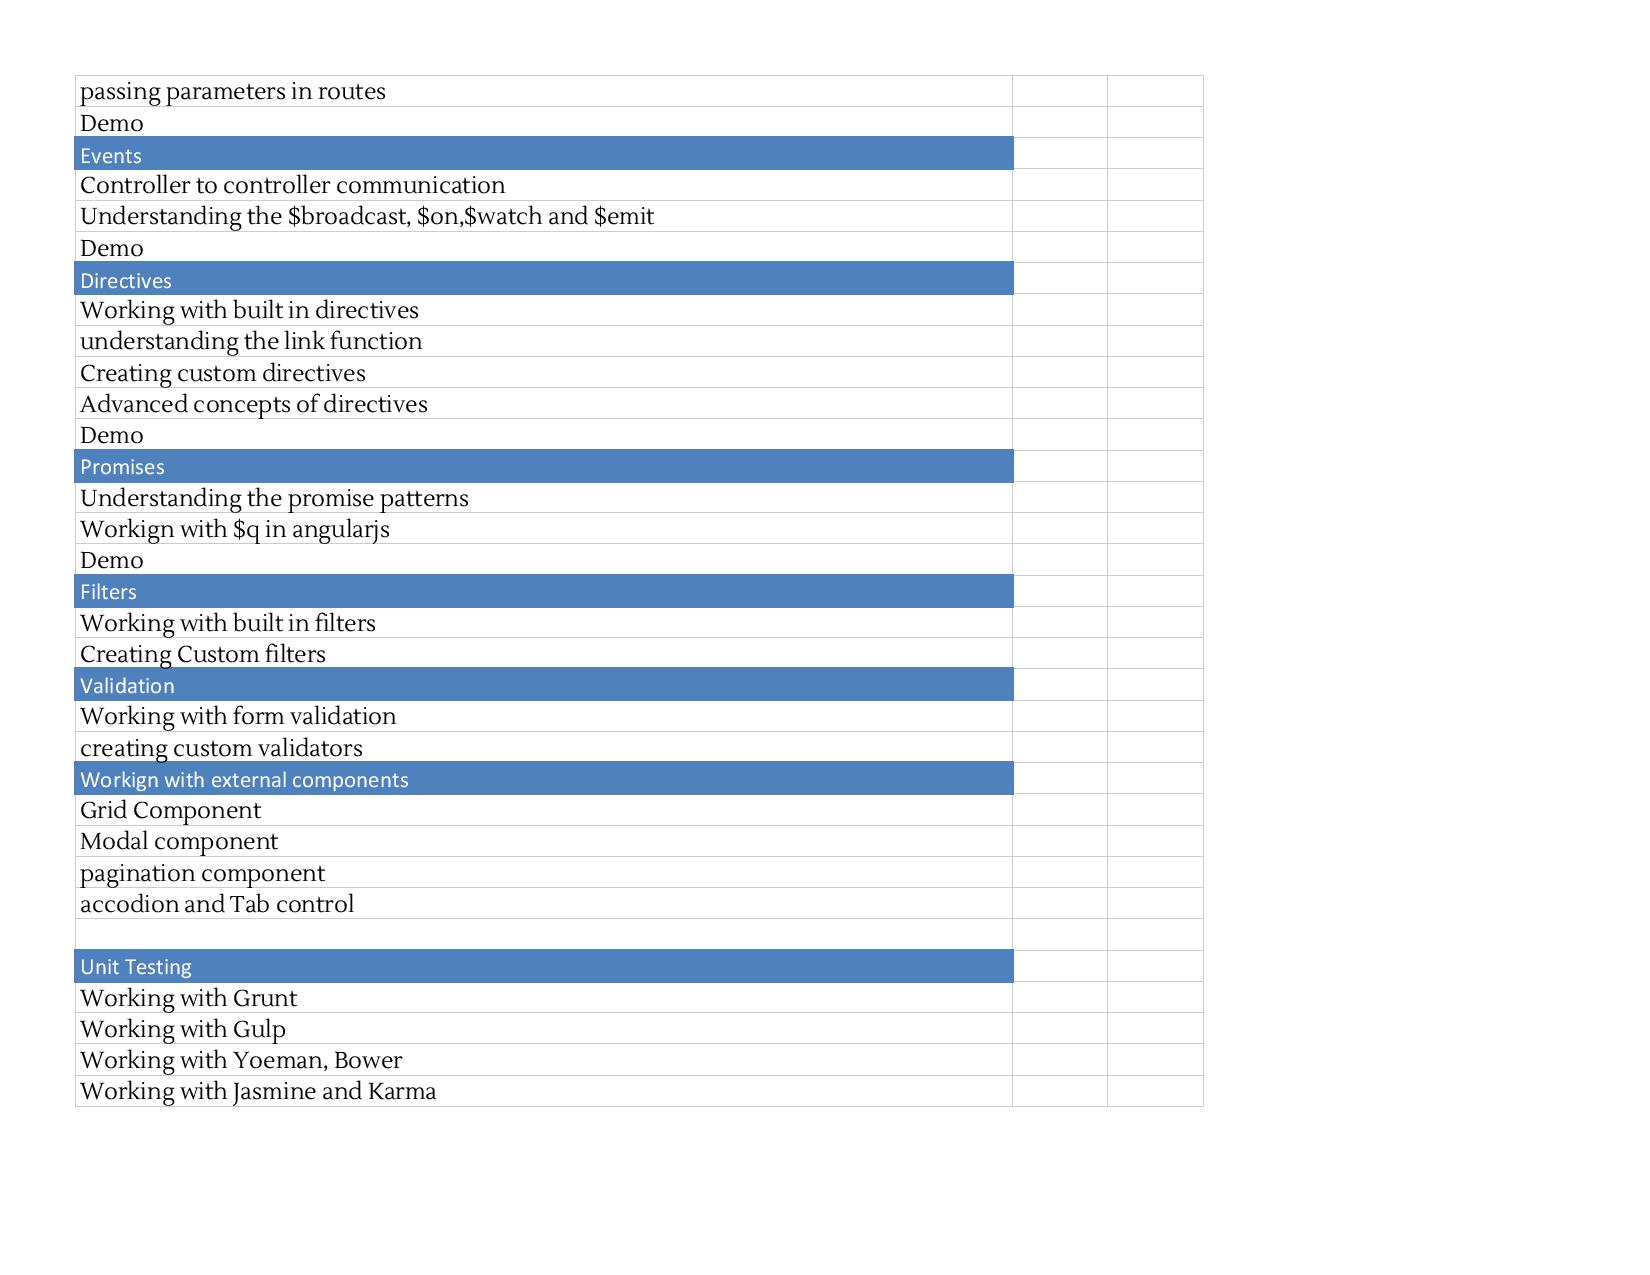 passing parameters in routes
Demo
Events
Controller to controller communication
Understanding the $broadcast, $on,$watch and $emit
Demo
Directives
Working with built in directives
understanding the link function
Creating custom directives
Advanced concepts of directives
Demo
Promises
Understanding the promise patterns
Workign with $q in angularjs
Demo
Filters
Working with built in filters
Creating Custom filters
Validation
Working with form validation
creating custom validators
Workign with external components
Grid Component
Modal component
pagination component
accodion and Tab control
Unit Testing
Working with Grunt
Working with Gulp
Working with Yoeman, Bower
Working with Jasmine and Karma